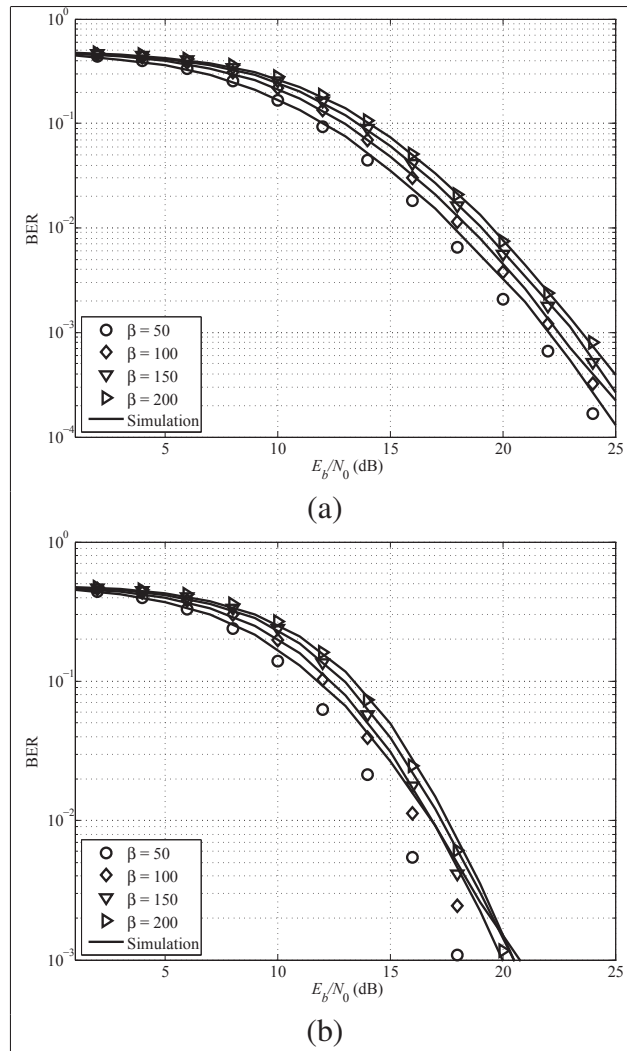 10^0
10^-1
10^-2
10^-3
10^-4
BER
β = 50
β = 100
β = 150
β = 200
Simulation
5 10 15 20 25
E_b/N_0 (dB)
(a)
10^0
10^-1
10^-2
10^-3
BER
β = 50
β = 100
β = 150
β = 200
Simulation
5 10 15 20 25
E_b/N_0 (dB)
(b)